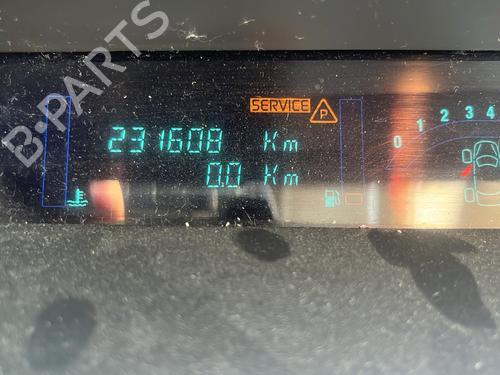 B·PARTS
SERVICE P
231608 Km
0.0 Km
0 1 2 3 4